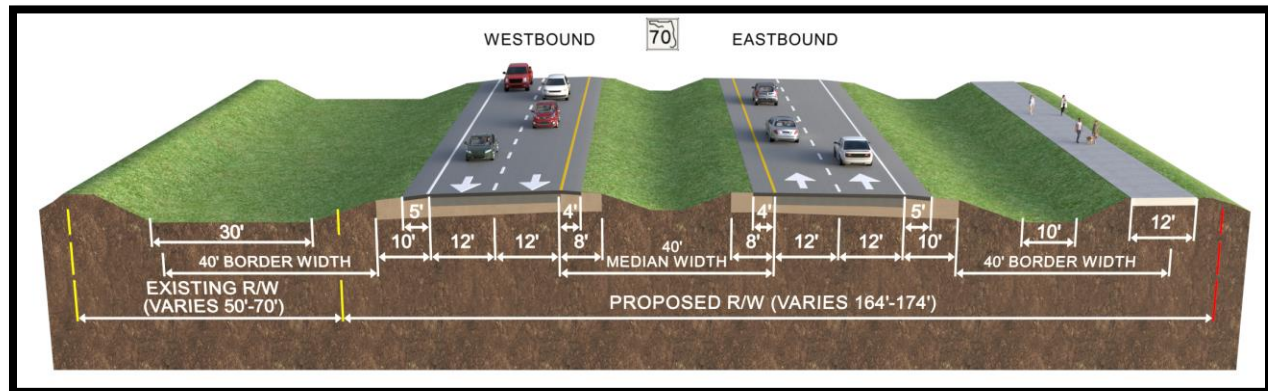 WESTBOUND 70 EASTBOUND
5' 4' 4' 5'
30' 10' 12' 12' 8' 40' 8' 12' 12' 10' 10' 12'
40' BORDER WIDTH MEDIAN WIDTH 40' BORDER WIDTH
EXISTING R/W
(VARIES 50'-70')
PROPOSED R/W (VARIES 164'-174')